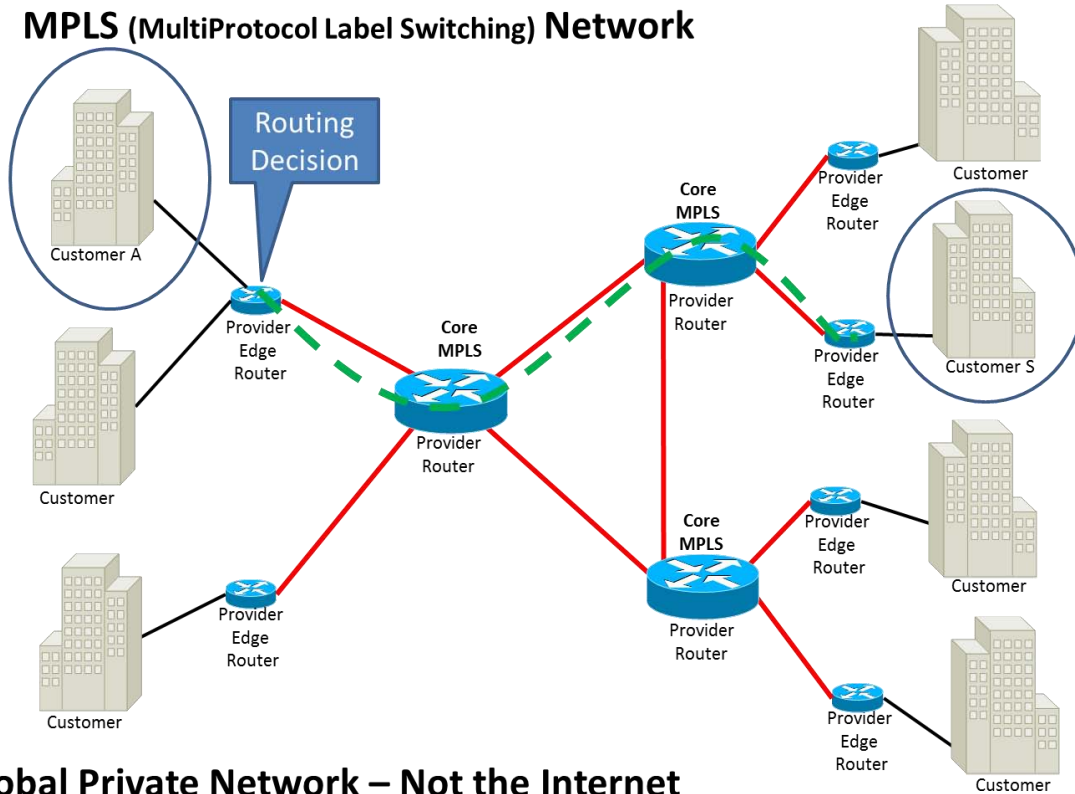 MPLS (MultiProtocol Label Switching) Network
Routing
Decision
Customer A
Provider
Edge
Router
Customer
Provider
Edge
Router
Customer
Core
MPLS
Provider
Router
Core
MPLS
Provider
Router
Core
MPLS
Provider
Router
Provider
Edge
Router
Customer
Provider
Edge
Router
Customer S
Provider
Edge
Router
Customer
Provider
Edge
Router
Customer
obal Private Network – Not the Internet